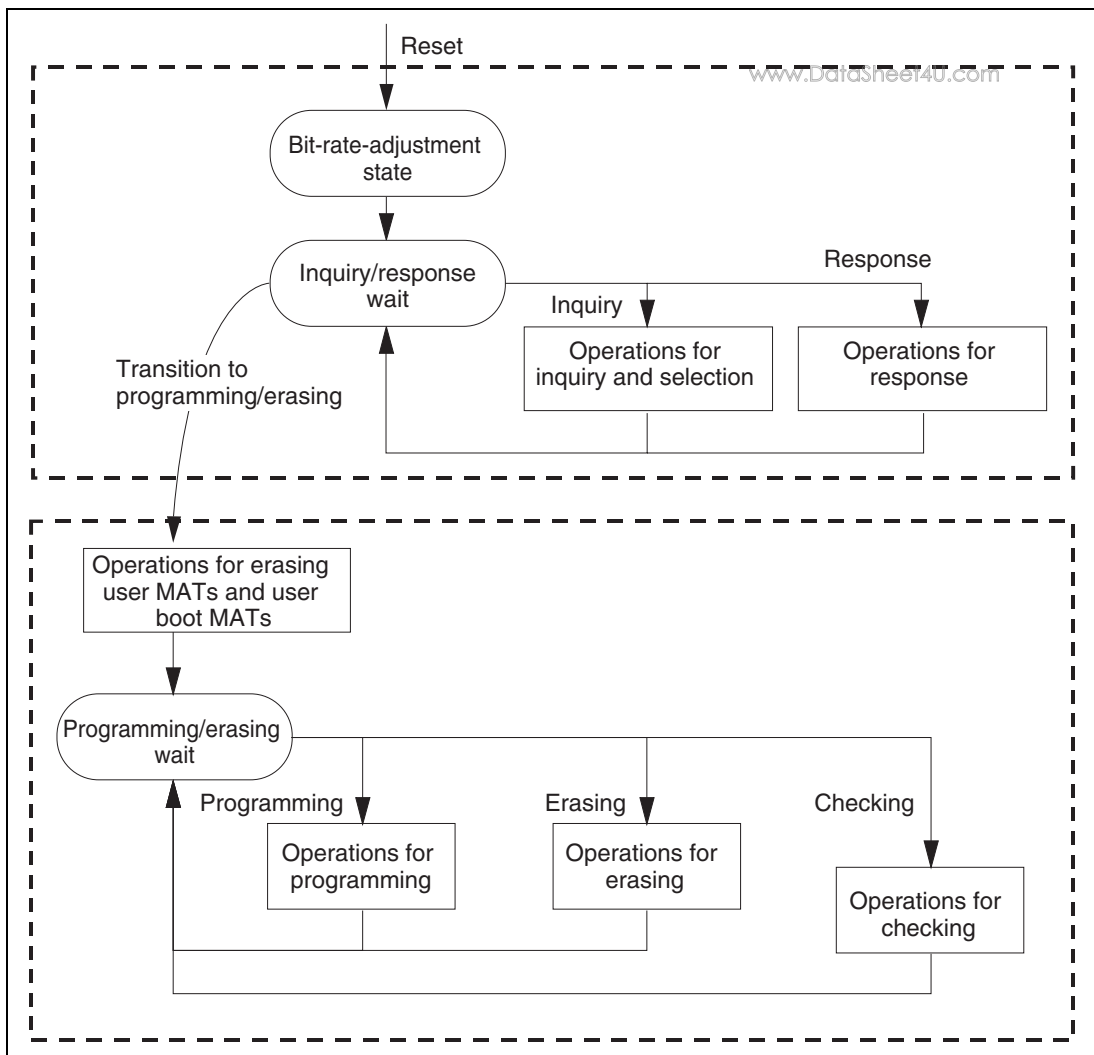 Reset
www.DataSheet4U.com
Bit-rate-adjustment
state
Inquiry/response
wait
Response
Inquiry
Operations for
inquiry and selection
Operations for
response
Transition to
programming/erasing
Operations for erasing
user MATs and user
boot MATs
Programming/erasing
wait
Programming
Erasing
Checking
Operations for
programming
Operations for
erasing
Operations for
checking